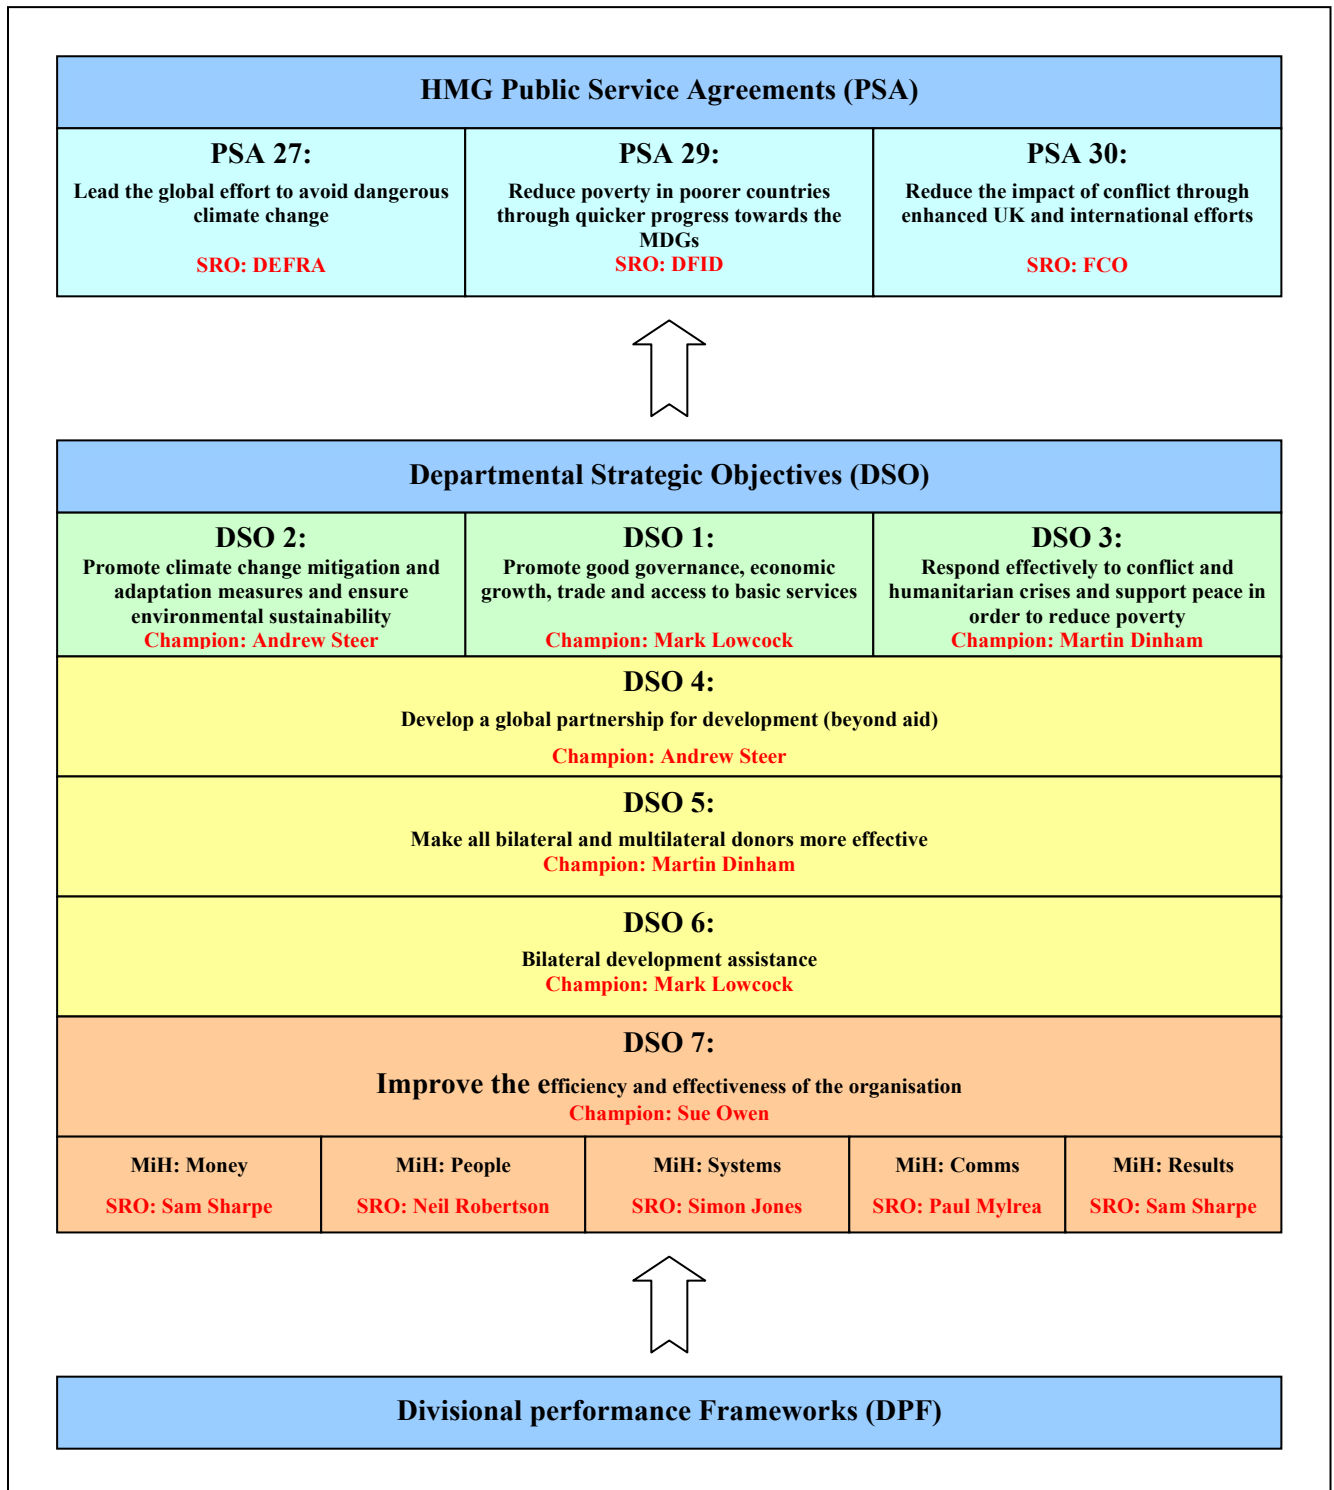 HMG Public Service Agreements (PSA)
PSA 27:
Lead the global effort to avoid dangerous
climate change
SRO: DEFRA
PSA 29:
Reduce poverty in poorer countries
through quicker progress towards the
MDGs
SRO: DFID
PSA 30:
Reduce the impact of conflict through
enhanced UK and international efforts
SRO: FCO
Departmental Strategic Objectives (DSO)
DSO 2:
Promote climate change mitigation and
adaptation measures and ensure
environmental sustainability
Champion: Andrew Steer
DSO 1:
Promote good governance, economic
growth, trade and access to basic services
Champion: Mark Lowcock
DSO 3:
Respond effectively to conflict and
humanitarian crises and support peace in
order to reduce poverty
Champion: Martin Dinham
DSO 4:
Develop a global partnership for development (beyond aid)
Champion: Andrew Steer
DSO 5:
Make all bilateral and multilateral donors more effective
Champion: Martin Dinham
DSO 6:
Bilateral development assistance
Champion: Mark Lowcock
DSO 7:
Improve the efficiency and effectiveness of the organisation
Champion: Sue Owen
MiH: Money
SRO: Sam Sharpe
MiH: People
SRO: Neil Robertson
MiH: Systems
SRO: Simon Jones
MiH: Comms
SRO: Paul Mylrea
MiH: Results
SRO: Sam Sharpe
Divisional performance Frameworks (DPF)